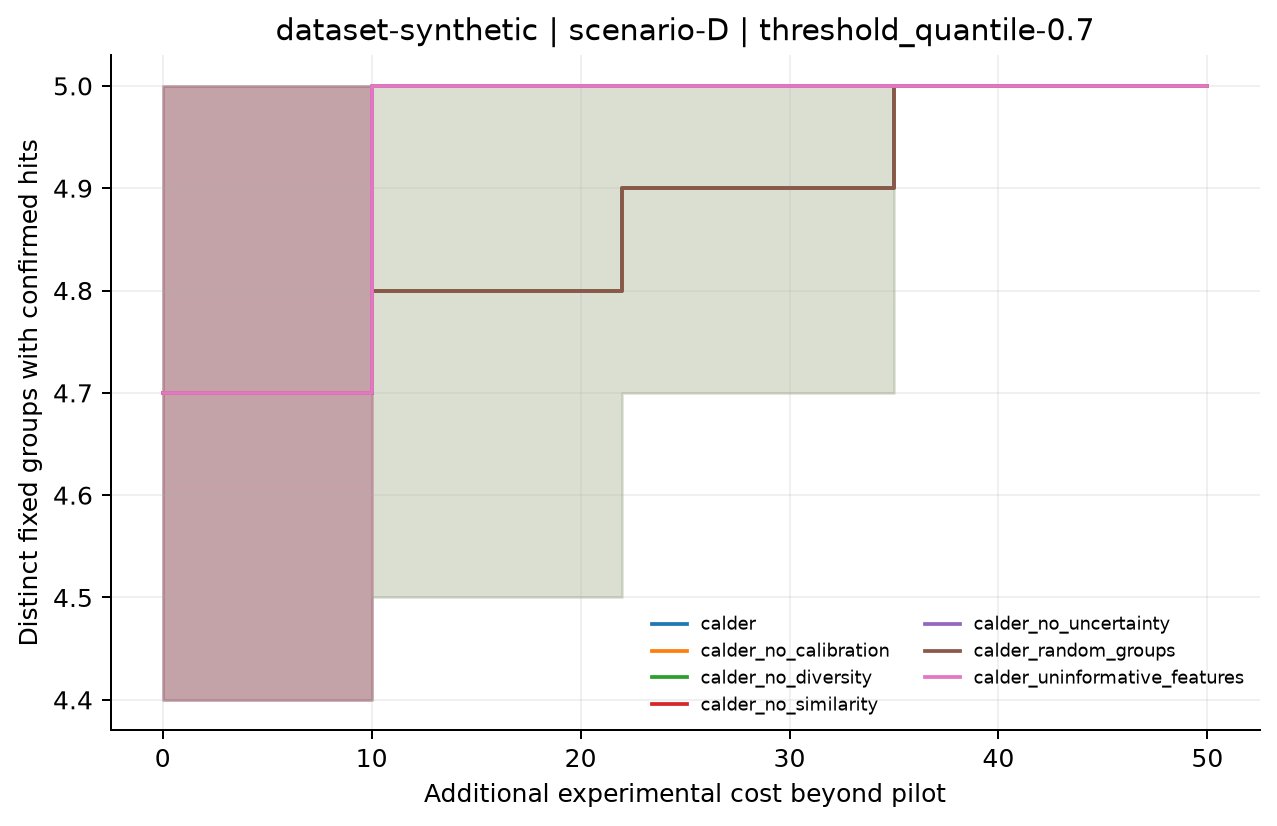 dataset-synthetic | scenario-D | threshold_quantile-0.7
Distinct fixed groups with confirmed hits
5.0
4.9
4.8
4.7
4.6
4.5
4.4
calder
calder_no_calibration
calder_no_diversity
calder_no_similarity
calder_no_uncertainty
calder_random_groups
calder_uninformative_features
0 10 20 30 40 50
Additional experimental cost beyond pilot